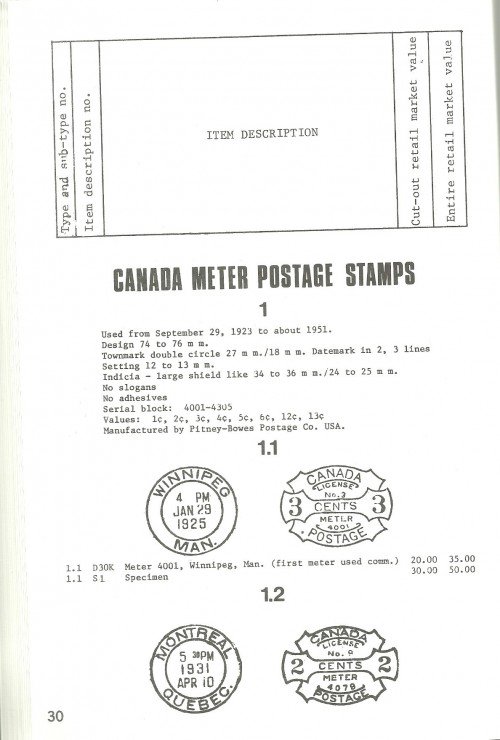 Type and sub-type no.
Item description no.
ITEM DESCRIPTION
Cut-out retail market value
Entire retail market value
CANADA METER POSTAGE STAMPS
1
Used from September 29, 1923 to about 1951.
Design 74 to 76 m m.
Townmark double circle 27 m m./18 m m. Datemark in 2, 3 lines
Setting 12 to 13 m m.
Indicia - large shield like 34 to 36 m m./24 to 25 m m.
No slogans
No adhesives
Serial block: 4001-4305
Values: 1¢, 2¢, 3¢, 4¢, 5¢, 6¢, 12¢, 13¢
Manufactured by Pitney-Bowes Postage Co. USA.
1.1
WINNIPEG
4 PM
JAN 29
1925
MAN.
CANADA
LICENSE
No. 3
3 CENTS 3
METER
4001
POSTAGE
1.1 D30K Meter 4001, Winnipeg, Man. (first meter used comm.) 20.00 35.00
1.1 S1 Specimen 30.00 50.00
1.2
MONTREAL
5 30PM
1931
APR 10
QUEBEC.
CANADA
LICENSE
No. 9
2 CENTS 2
METER
4078
POSTAGE
30